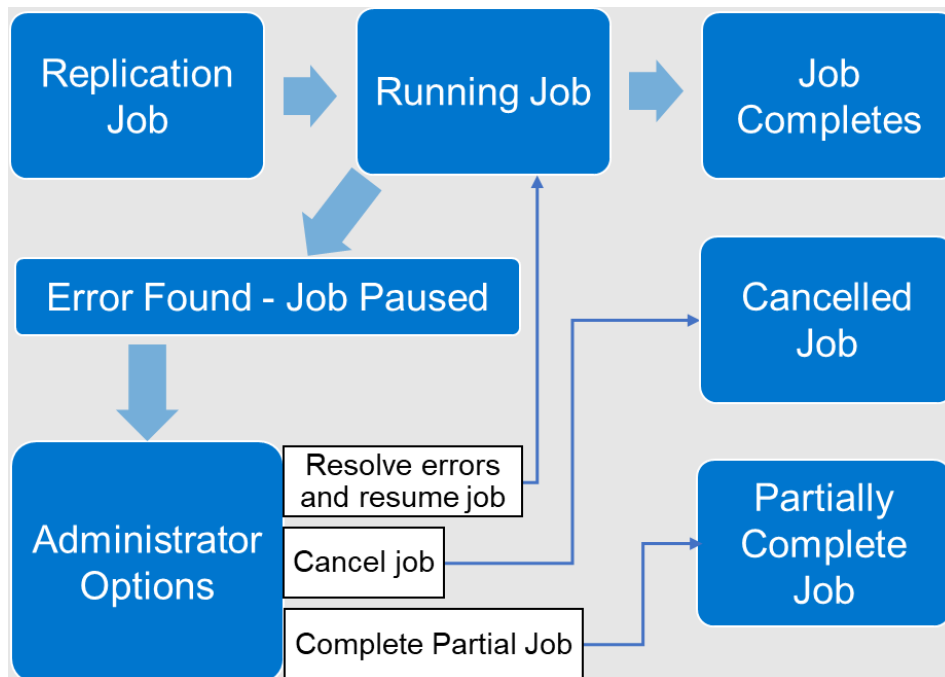 Replication
Job
Running Job
Job
Completes
Error Found - Job Paused
Cancelled
Job
Administrator
Options
Resolve errors
and resume job
Cancel job
Complete Partial Job
Partially
Complete
Job